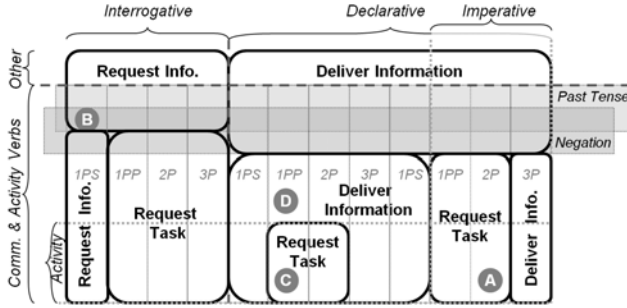 Interrogative Declarative Imperative
Other
Request Info. Deliver Information
Past Tense
B
Negation
Comm. & Activity Verbs
1PS 1PP 2P 3P 1PS 1PP 2P 3P 1PS 1PP 2P 3P
Request Info.
Request
Task
D
Deliver
Information
Request
Task
Deliver Info.
Activity
Request
Task
C
A